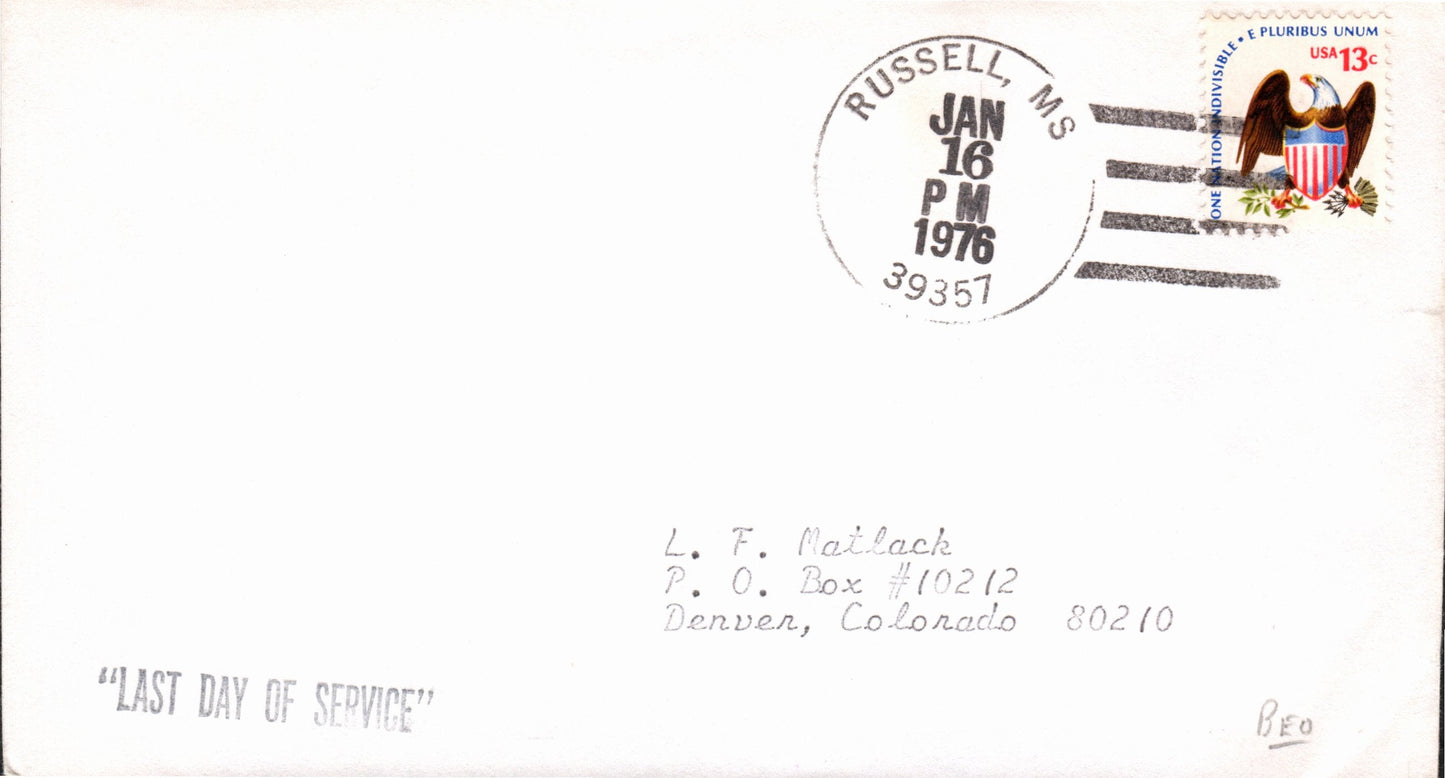 RUSSELL, MS
JAN
16
PM
1976
39357
ONE NATION INDIVISIBLE • E PLURIBUS UNUM
USA 13c
L. F. Matlack
P. O. Box #10212
Denver, Colorado 80210
"LAST DAY OF SERVICE"
BEO